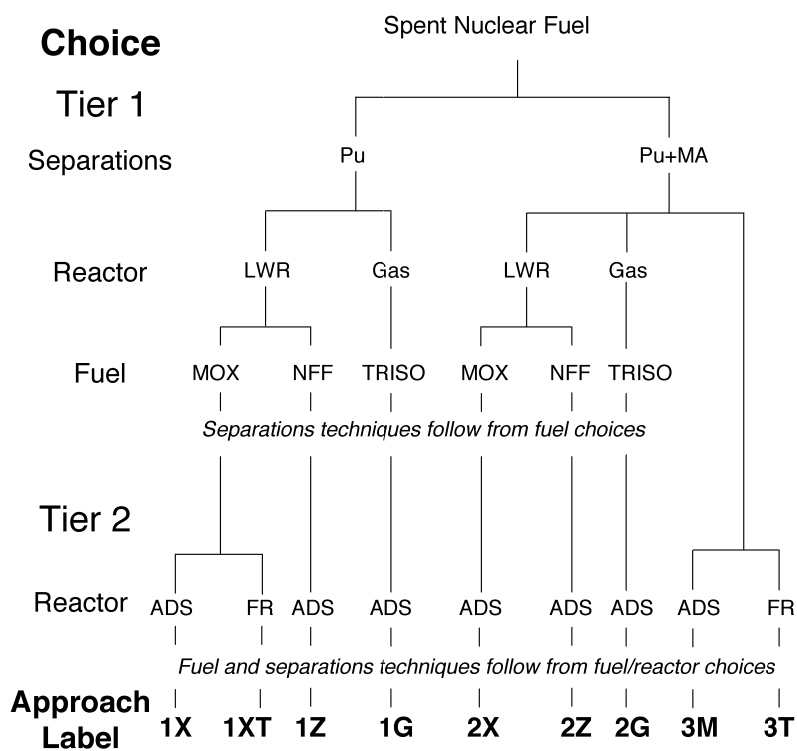 Choice
Spent Nuclear Fuel
Tier 1
Separations
Pu
Pu+MA
Reactor
LWR
Gas
LWR
Gas
Fuel
MOX
NFF
TRISO
MOX
NFF
TRISO
Separations techniques follow from fuel choices
Tier 2
Reactor
ADS
FR
ADS
ADS
ADS
ADS
ADS
ADS
FR
Fuel and separations techniques follow from fuel/reactor choices
Approach
Label
1X
1XT
1Z
1G
2X
2Z
2G
3M
3T